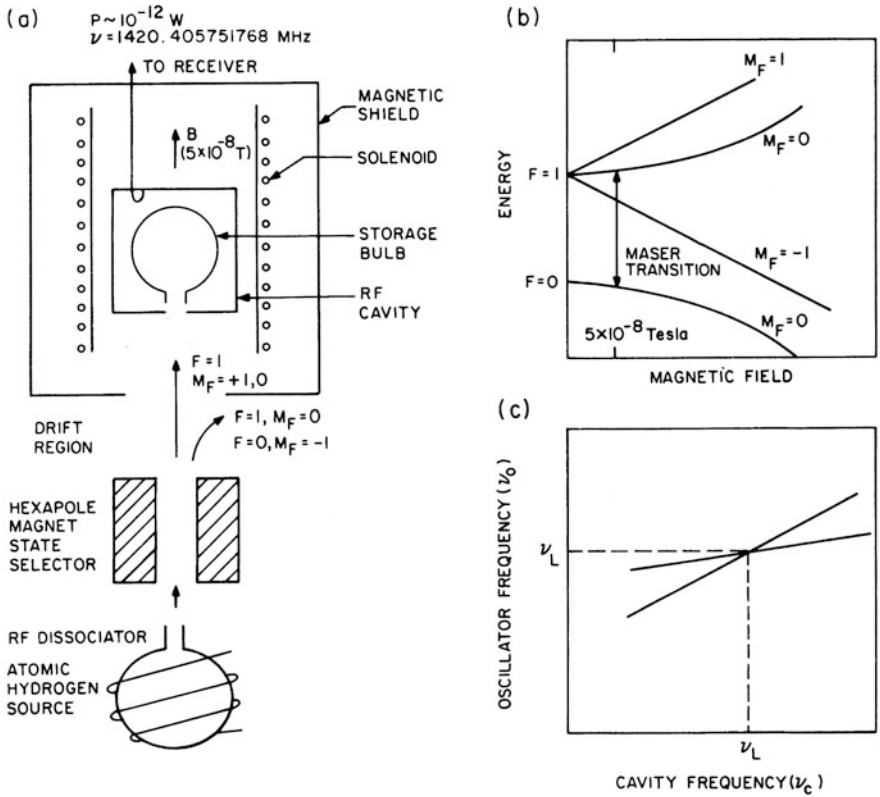 (a)
P~10⁻¹² W
ν=1420.405751768 MHz
TO RECEIVER
MAGNETIC
SHIELD
B
(5×10⁻⁸T)
SOLENOID
STORAGE
BULB
RF
CAVITY
F=1
M_F=+1,0
DRIFT
REGION
F=1, M_F=0
F=0, M_F=-1
HEXAPOLE
MAGNET
STATE
SELECTOR
RF DISSOCIATOR
ATOMIC
HYDROGEN
SOURCE
(b)
M_F=1
M_F=0
F=1
ENERGY
MASER
TRANSITION
M_F=-1
F=0
M_F=0
5×10⁻⁸ Tesla
MAGNETIC FIELD
(c)
OSCILLATOR FREQUENCY(ν_o)
ν_L
ν_L
CAVITY FREQUENCY(ν_c)